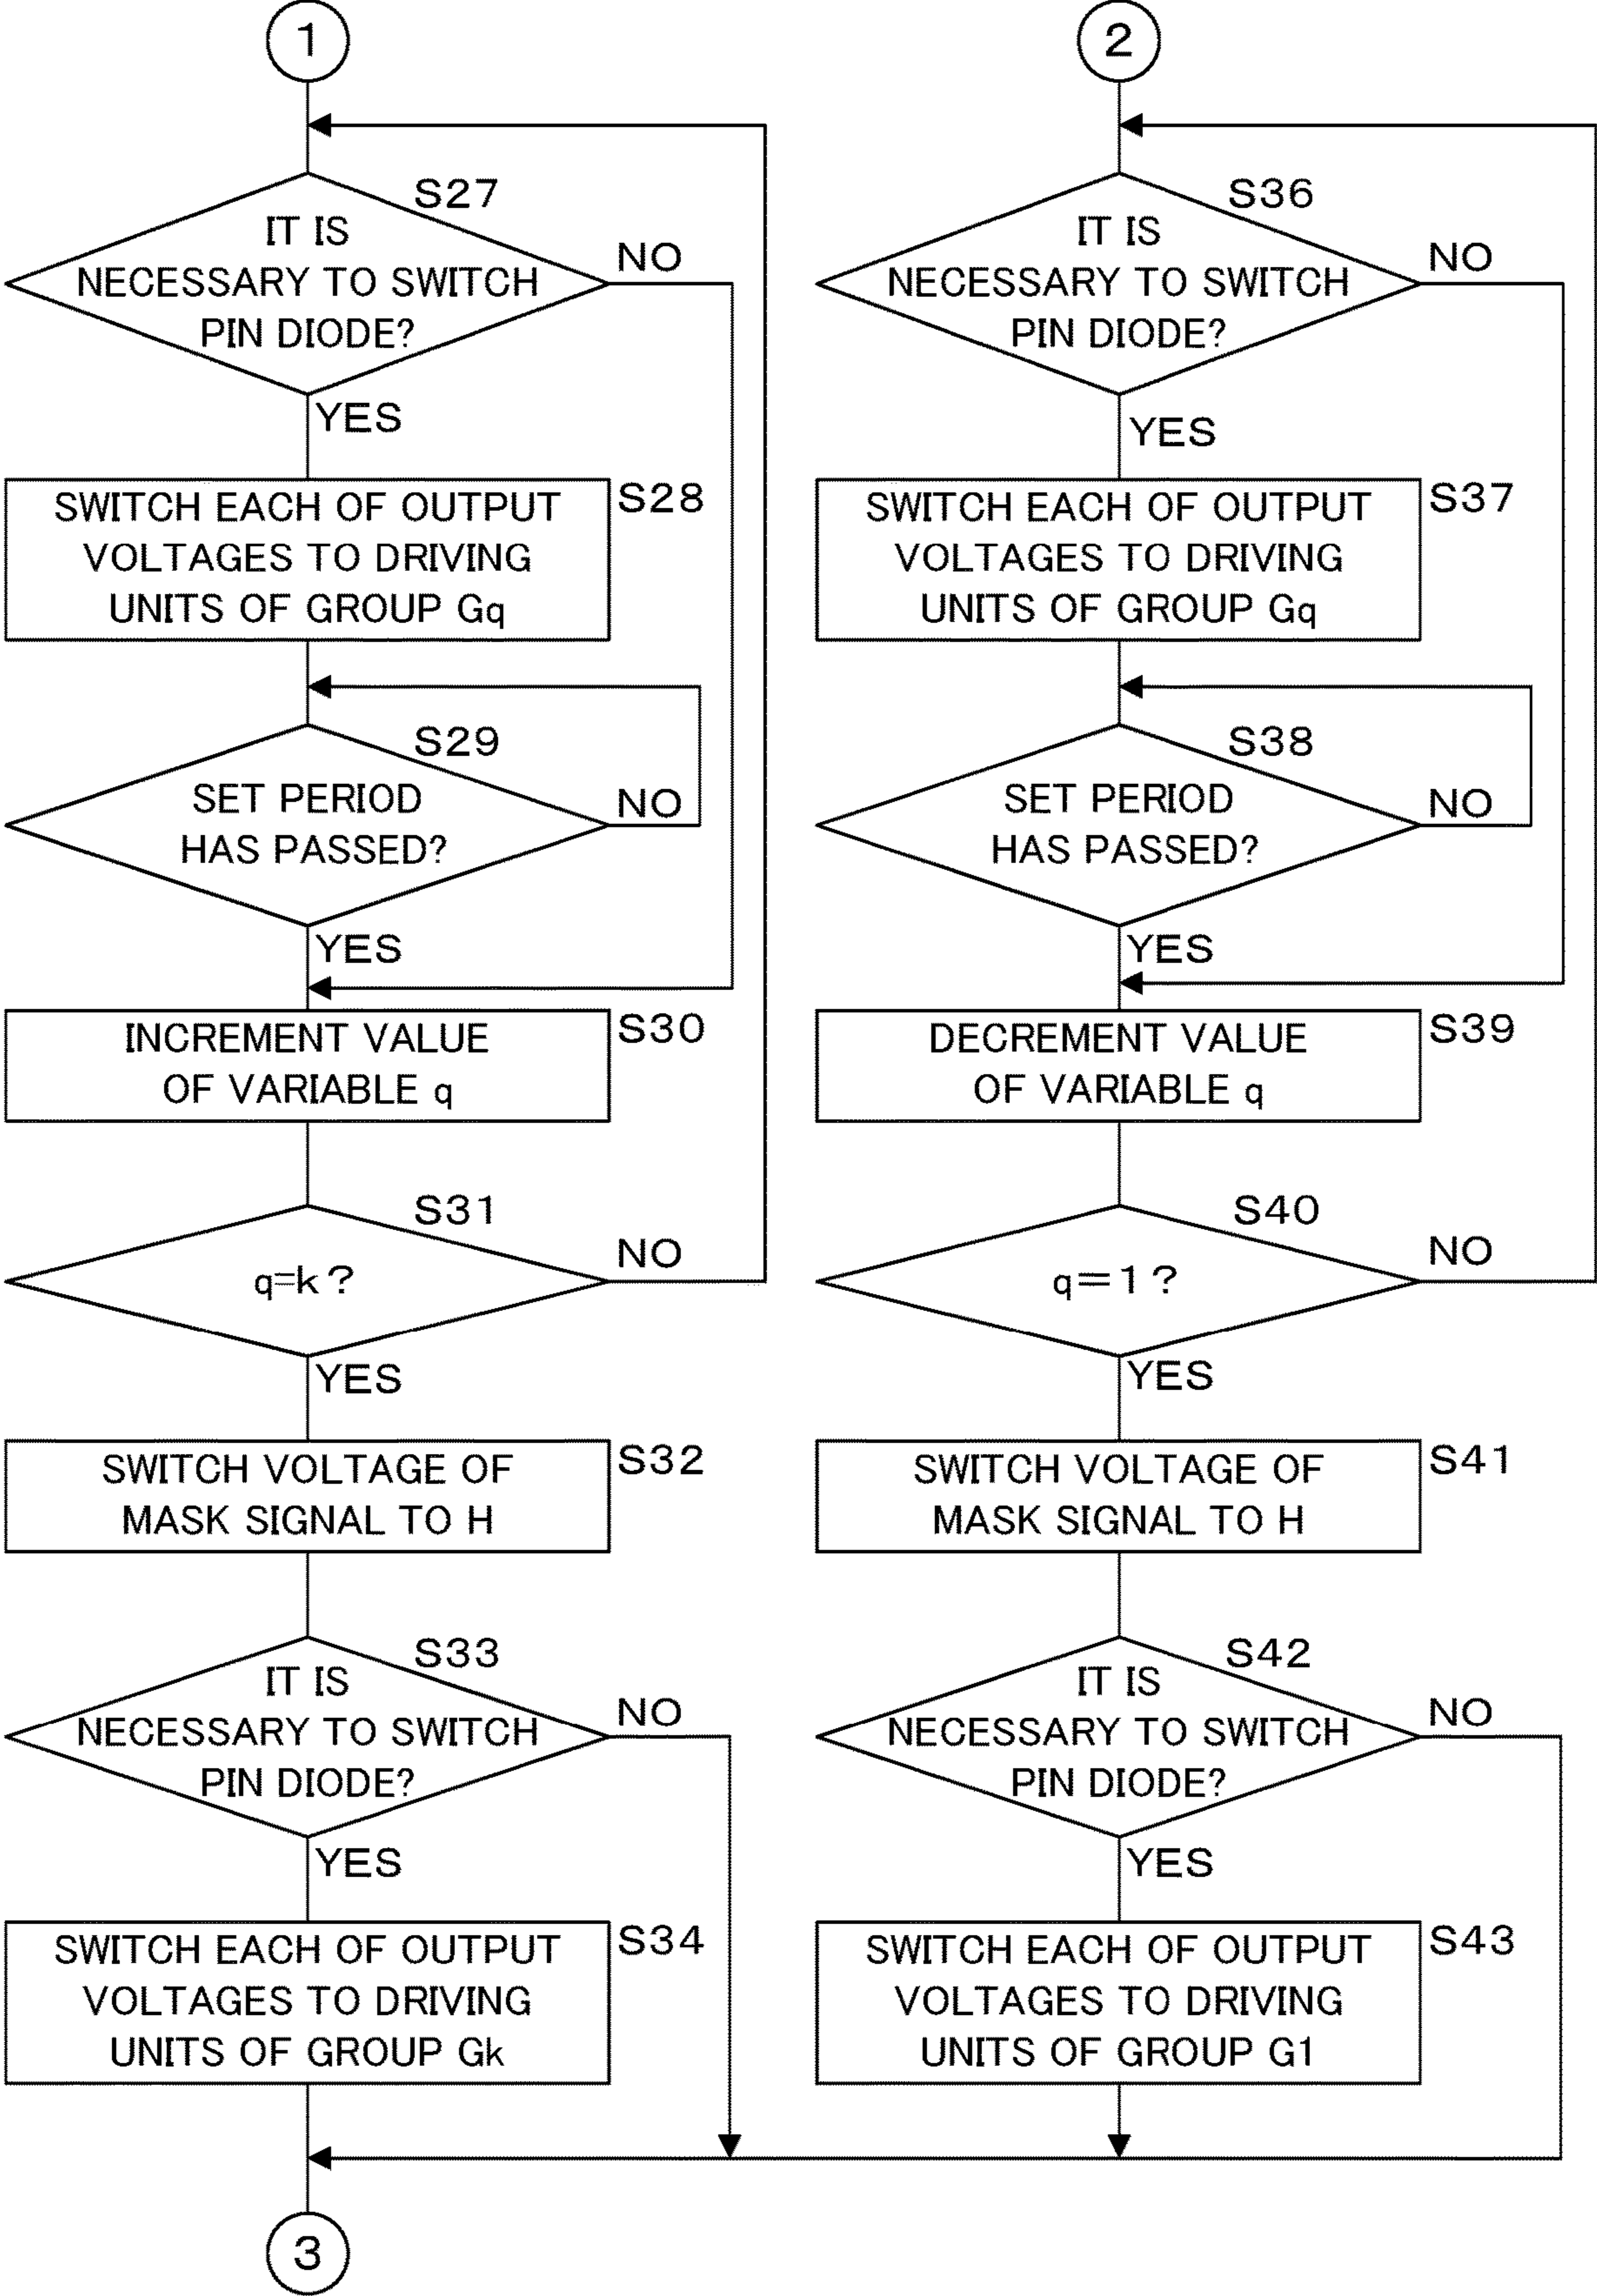 1
S27
IT IS
NECESSARY TO SWITCH
PIN DIODE?
NO
YES
SWITCH EACH OF OUTPUT
VOLTAGES TO DRIVING
UNITS OF GROUP Gq
S28
S29
SET PERIOD
HAS PASSED?
NO
YES
INCREMENT VALUE
OF VARIABLE q
S30
S31
q=k?
NO
YES
SWITCH VOLTAGE OF
MASK SIGNAL TO H
S32
S33
IT IS
NECESSARY TO SWITCH
PIN DIODE?
NO
YES
SWITCH EACH OF OUTPUT
VOLTAGES TO DRIVING
UNITS OF GROUP Gk
S34
3
2
S36
IT IS
NECESSARY TO SWITCH
PIN DIODE?
NO
YES
SWITCH EACH OF OUTPUT
VOLTAGES TO DRIVING
UNITS OF GROUP Gq
S37
S38
SET PERIOD
HAS PASSED?
NO
YES
DECREMENT VALUE
OF VARIABLE q
S39
S40
q=1?
NO
YES
SWITCH VOLTAGE OF
MASK SIGNAL TO H
S41
S42
IT IS
NECESSARY TO SWITCH
PIN DIODE?
NO
YES
SWITCH EACH OF OUTPUT
VOLTAGES TO DRIVING
UNITS OF GROUP G1
S43